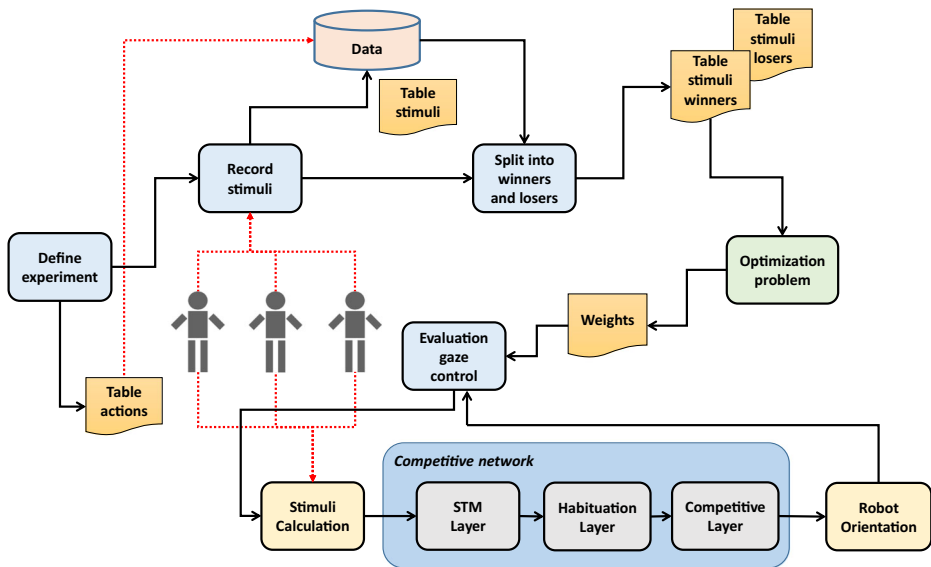 Data
Table
stimuli
losers
Table
stimuli
winners
Table
stimuli
Record
stimuli
Split into
winners
and losers
Define
experiment
Optimization
problem
Weights
Evaluation
gaze
control
Table
actions
Competitive network
Stimuli
Calculation
STM
Layer
Habituation
Layer
Competitive
Layer
Robot
Orientation